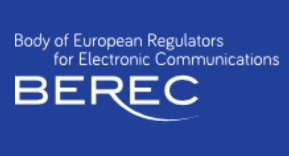 Body of European Regulators
for Electronic Communications
BEREC